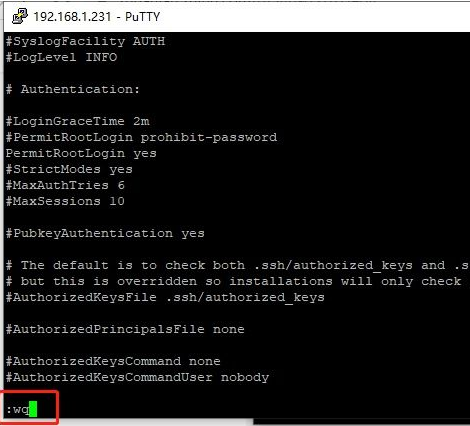 192.168.1.231 - PuTTY
#SyslogFacility AUTH
#LogLevel INFO
# Authentication:
#LoginGraceTime 2m
#PermitRootLogin prohibit-password
PermitRootLogin yes
#StrictModes yes
#MaxAuthTries 6
#MaxSessions 10
#PubkeyAuthentication yes
# The default is to check both .ssh/authorized_keys and .s
# but this is overridden so installations will only check
#AuthorizedKeysFile .ssh/authorized_keys
#AuthorizedPrincipalsFile none
#AuthorizedKeysCommand none
#AuthorizedKeysCommandUser nobody
:wq